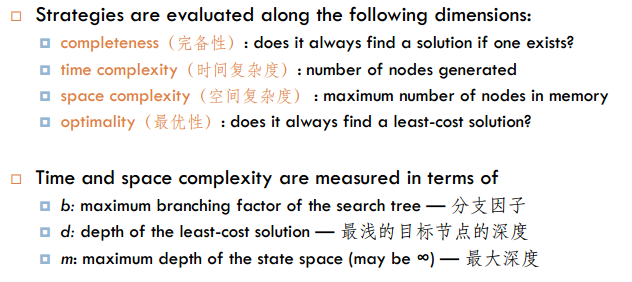 Strategies are evaluated along the following dimensions:
completeness（完备性）: does it always find a solution if one exists?
time complexity（时间复杂度）: number of nodes generated
space complexity（空间复杂度） : maximum number of nodes in memory
optimality（最优性）: does it always find a least-cost solution?
Time and space complexity are measured in terms of
b: maximum branching factor of the search tree — 分支因子
d: depth of the least-cost solution — 最浅的目标节点的深度
m: maximum depth of the state space (may be ∞) — 最大深度